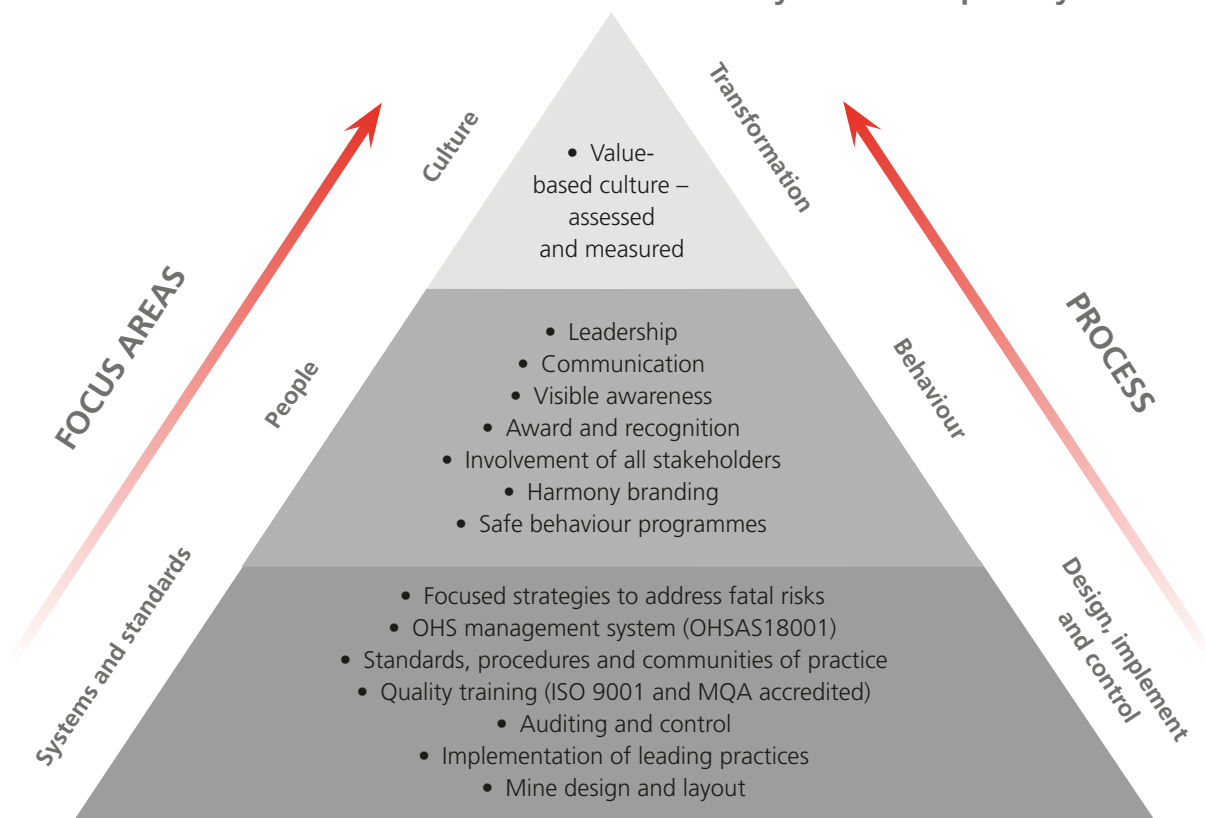 Culture
Transformation
• Value-
based culture –
assessed
and measured
FOCUS AREAS
PROCESS
People
Behaviour
• Leadership
• Communication
• Visible awareness
• Award and recognition
• Involvement of all stakeholders
• Harmony branding
• Safe behaviour programmes
Systems and standards
Design, implement
and control
• Focused strategies to address fatal risks
• OHS management system (OHSAS18001)
• Standards, procedures and communities of practice
• Quality training (ISO 9001 and MQA accredited)
• Auditing and control
• Implementation of leading practices
• Mine design and layout